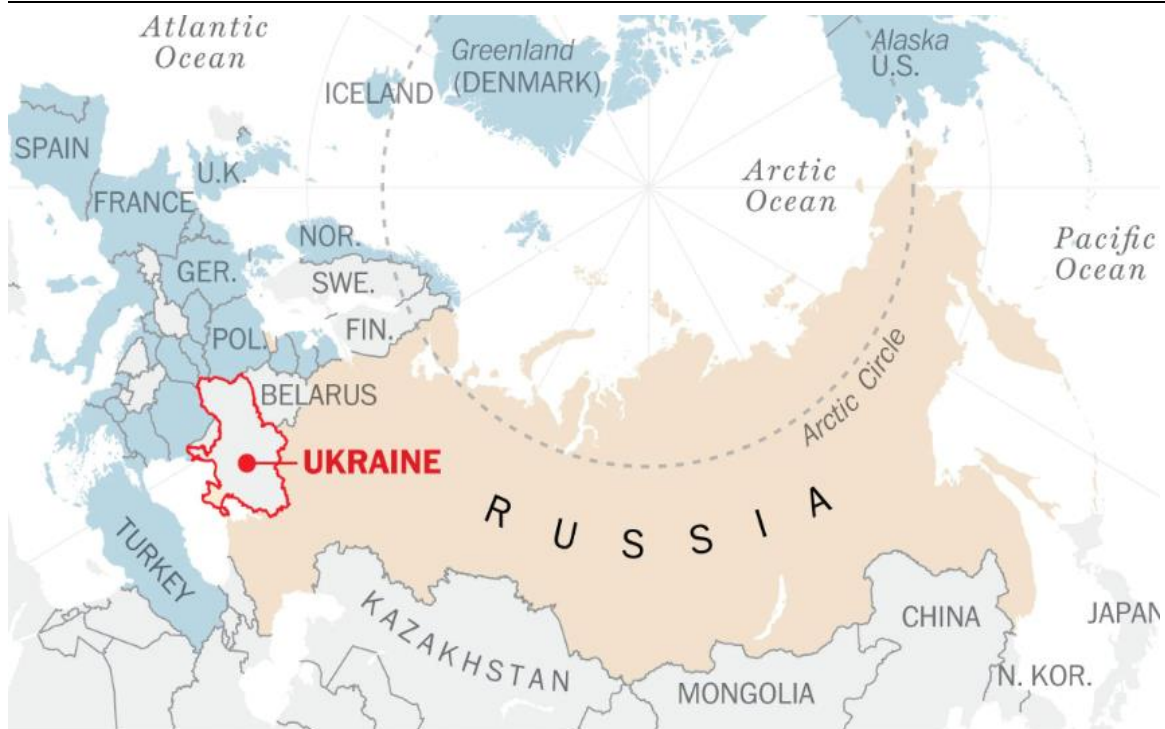 Atlantic
Ocean
Greenland
(DENMARK)
Alaska
U.S.
ICELAND
SPAIN
U.K.
FRANCE
Arctic
Ocean
Pacific
Ocean
NOR.
GER.
SWE.
FIN.
POL.
BELARUS
Arctic Circle
UKRAINE
RUSSIA
TURKEY
KAZAKHSTAN
CHINA
JAPAN
MONGOLIA
N. KOR.